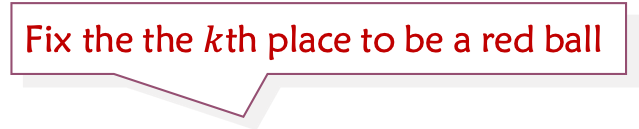 Fix the the kth place to be a red ball